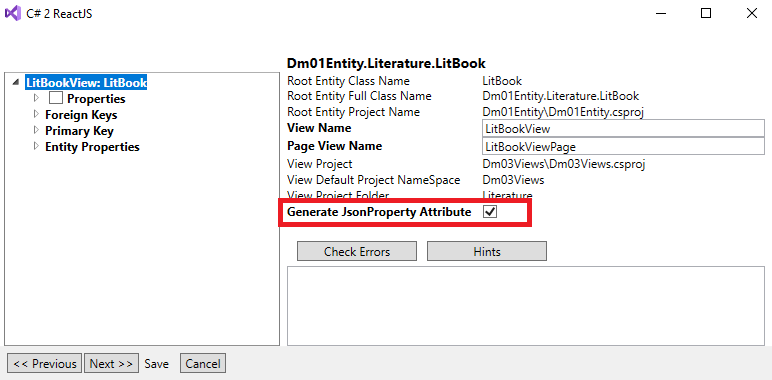 C# 2 ReactJS
Dm01Entity.Literature.LitBook
LitBookView: LitBook
Properties
Foreign Keys
Primary Key
Entity Properties
Root Entity Class Name LitBook
Root Entity Full Class Name Dm01Entity.Literature.LitBook
Root Entity Project Name Dm01Entity\Dm01Entity.csproj
View Name LitBookView
Page View Name LitBookViewPage
View Project Dm03Views\Dm03Views.csproj
View Default Project NameSpace Dm03Views
View Project Folder Literature
Generate JsonProperty Attribute
Check Errors Hints
<< Previous Next >> Save Cancel